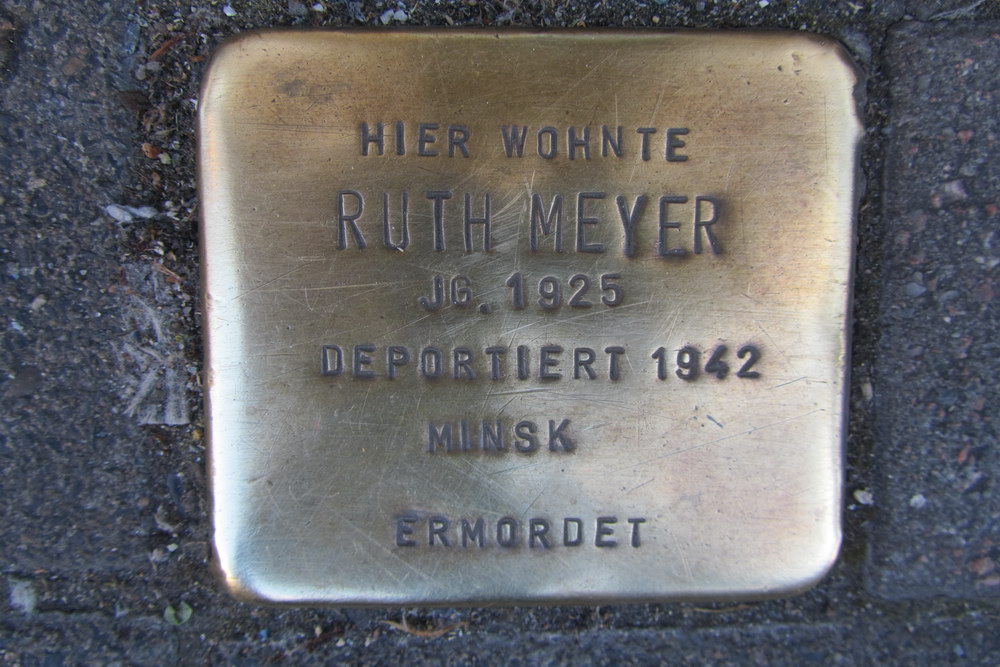 HIER WOHNTE
RUTH MEYER
JG. 1925
DEPORTIERT 1942
MINSK
ERMORDET